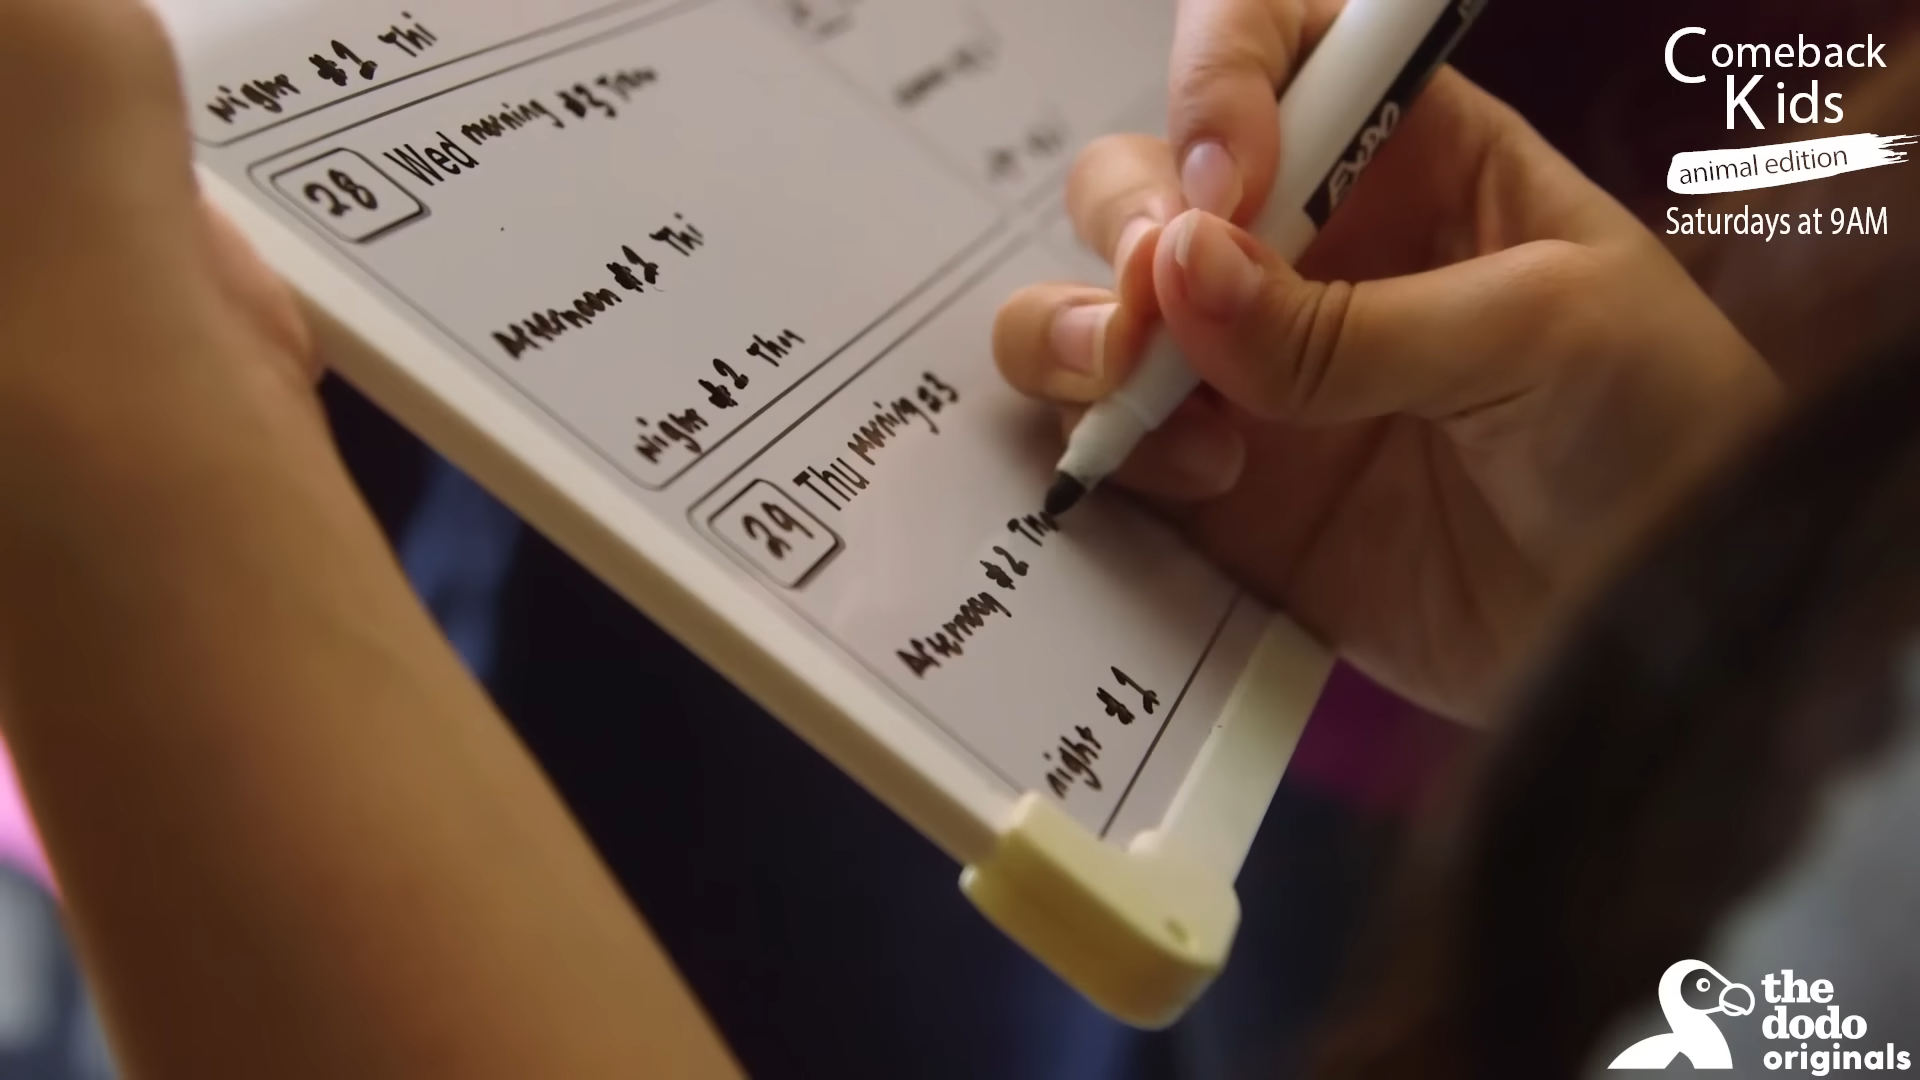 Night #2 Thi
28 Wed morning #3 Thu
Afternoon #2 Thi
Night #2 Thu
29 Thu morning #3
Afternoon #2 Thu
night #2
EXPO
Comeback
Kids
animal edition
Saturdays at 9AM
the
dodo
originals